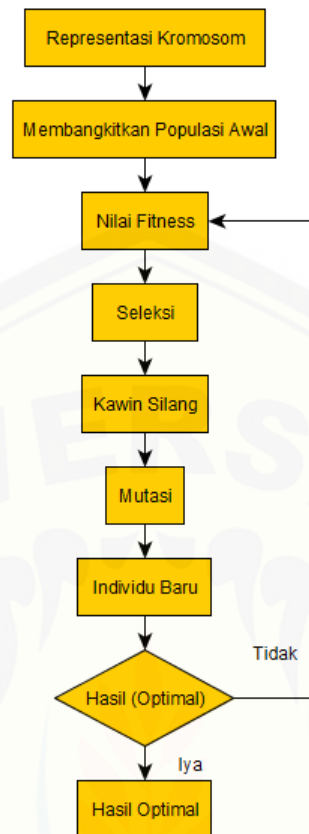 Representasi Kromosom
Membangkitkan Populasi Awal
Nilai Fitness
Seleksi
Kawin Silang
Mutasi
Individu Baru
Hasil (Optimal)
Tidak
Iya
Hasil Optimal